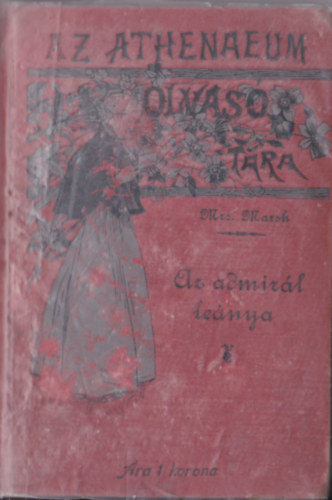 AZ ATHENAEUM
OLVASÓ
TÁRA
Mrs. Marsh
Az admirál
leánya
Ára 1 korona